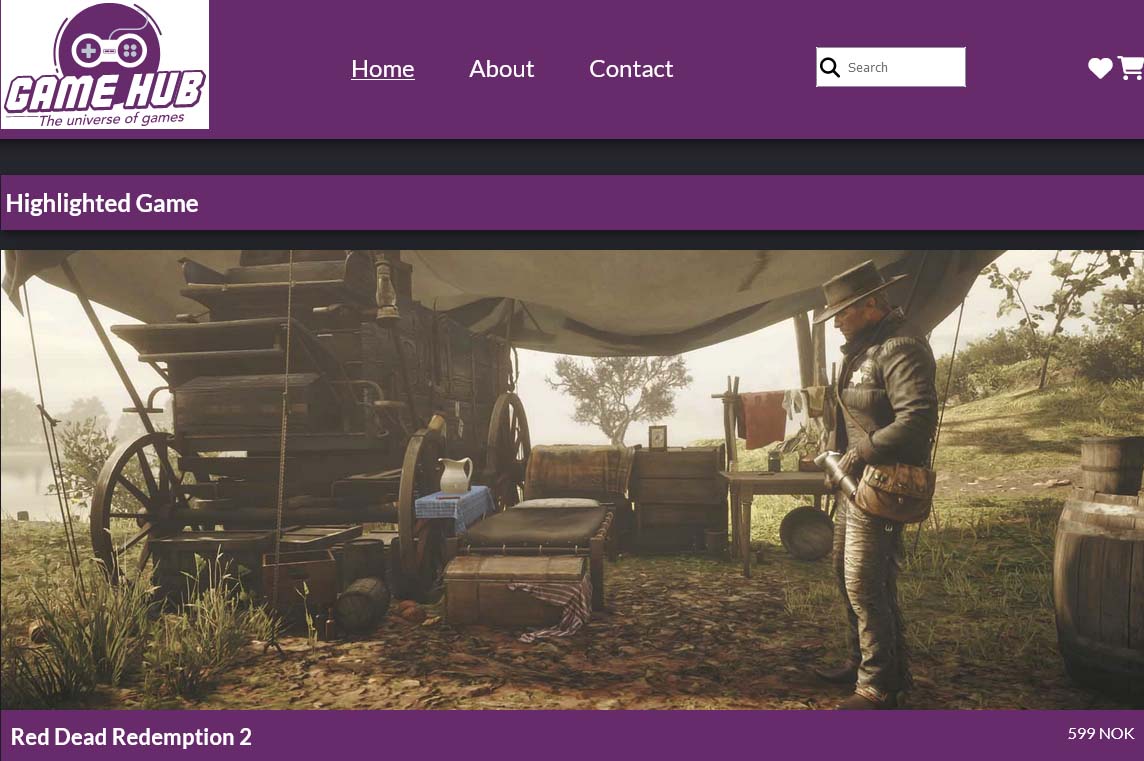 GAME HUB
The universe of games
Home About Contact
Search
Highlighted Game
Red Dead Redemption 2
599 NOK